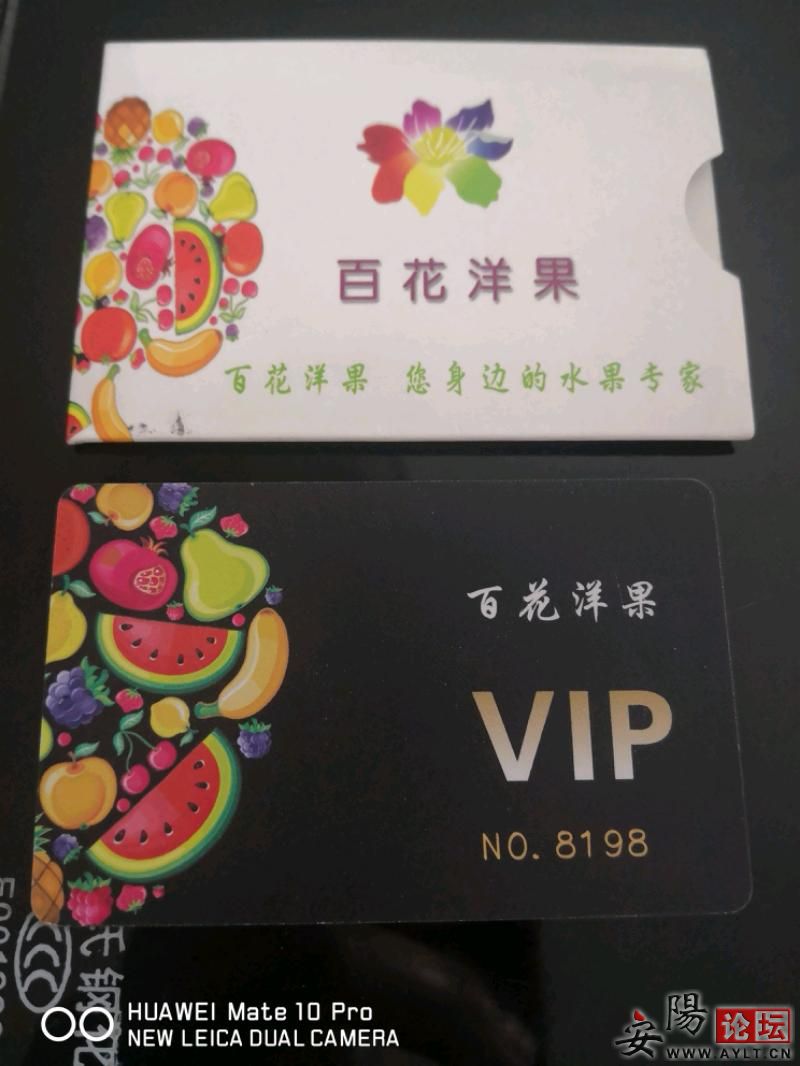 百花洋果
百花洋果 您身边的水果专家
百花洋果
VIP
NO. 8198
HUAWEI Mate 10 Pro
NEW LEICA DUAL CAMERA
安陽论坛
WWW.AYLT.CN